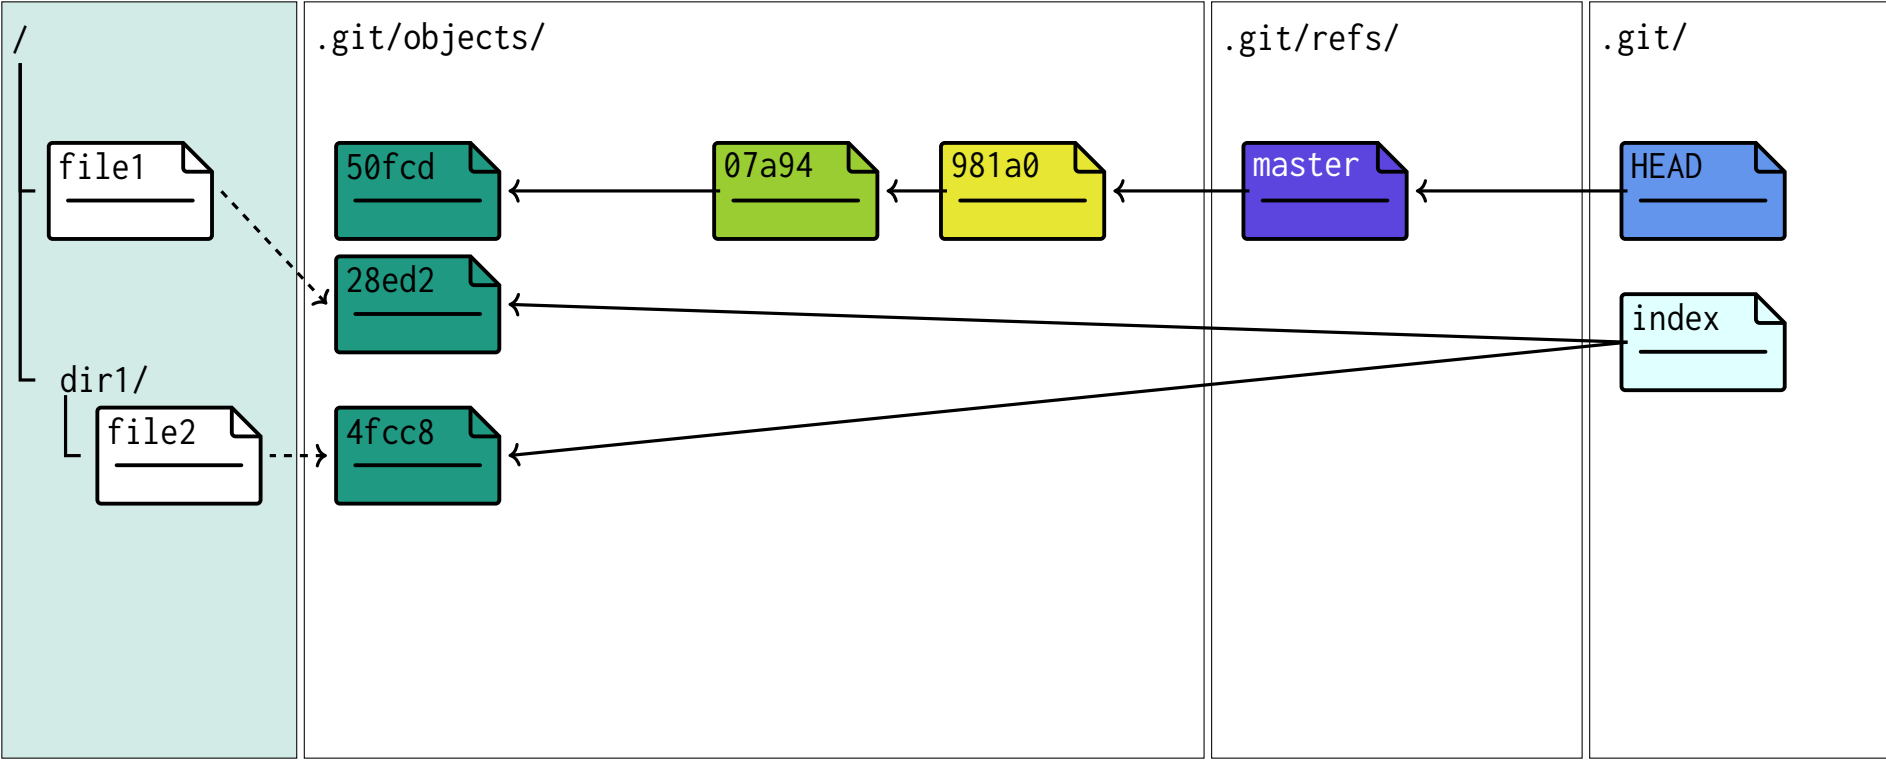 /
.git/objects/
.git/refs/
.git/
file1
50fcd
07a94
981a0
master
HEAD
28ed2
index
dir1/
file2
4fcc8